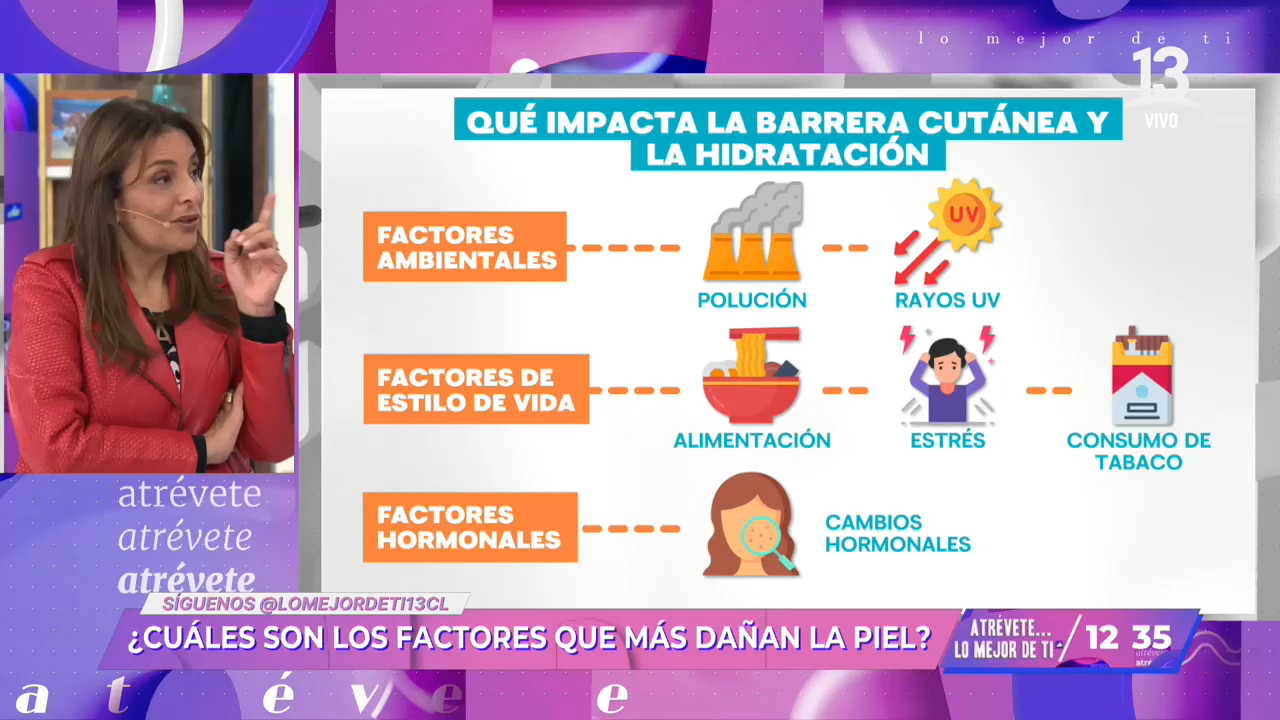 lo mejor de ti
13
VIVO
QUÉ IMPACTA LA BARRERA CUTÁNEA Y
LA HIDRATACIÓN
FACTORES
AMBIENTALES
POLUCIÓN
UV
RAYOS UV
FACTORES DE
ESTILO DE VIDA
ALIMENTACIÓN
ESTRÉS
CONSUMO DE
TABACO
FACTORES
HORMONALES
CAMBIOS
HORMONALES
atrévete
atrévete
atrévete
SÍGUENOS @LOMEJORDETI13CL
¿CUÁLES SON LOS FACTORES QUE MÁS DAÑAN LA PIEL?
ATRÉVETE...
LO MEJOR DE TI
12 35
a t é v e e